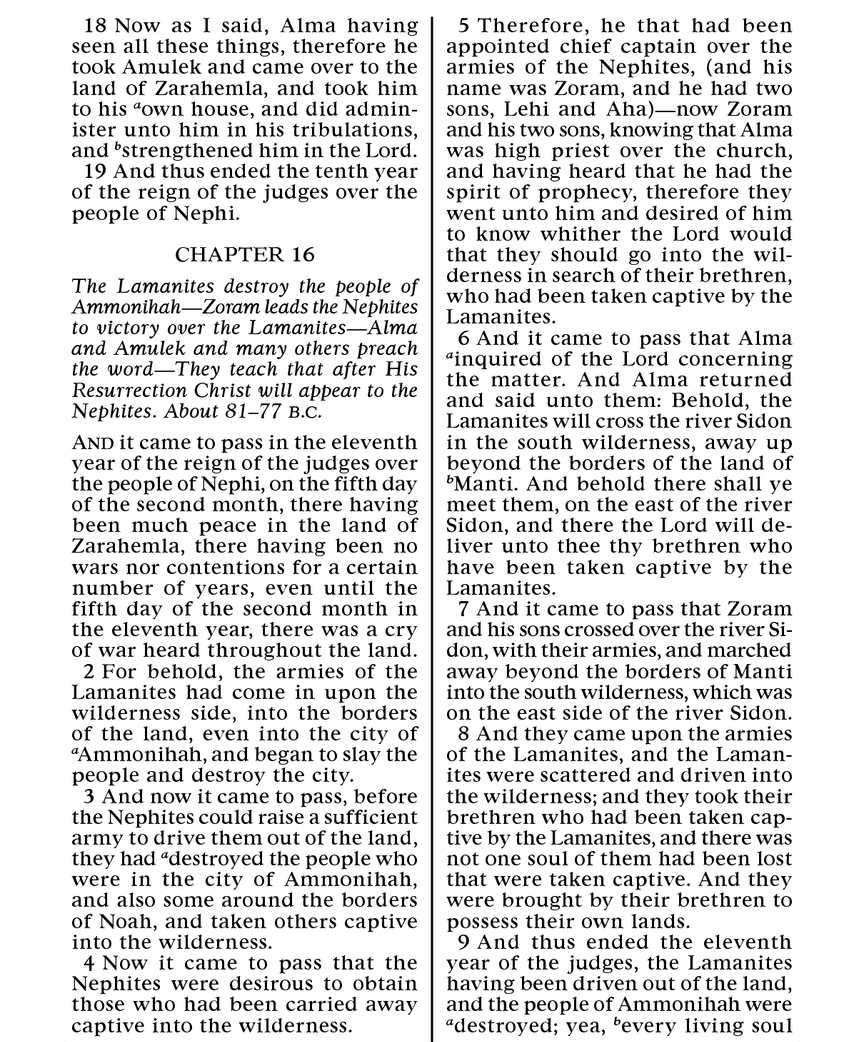 18 Now as I said, Alma having
seen all these things, therefore he
took Amulek and came over to the
land of Zarahemla, and took him
to his ᵃown house, and did admin-
ister unto him in his tribulations,
and ᵇstrengthened him in the Lord.
19 And thus ended the tenth year
of the reign of the judges over the
people of Nephi.
CHAPTER 16
The Lamanites destroy the people of
Ammonihah—Zoram leads the Nephites
to victory over the Lamanites—Alma
and Amulek and many others preach
the word—They teach that after His
Resurrection Christ will appear to the
Nephites. About 81–77 B.C.
AND it came to pass in the eleventh
year of the reign of the judges over
the people of Nephi, on the fifth day
of the second month, there having
been much peace in the land of
Zarahemla, there having been no
wars nor contentions for a certain
number of years, even until the
fifth day of the second month in
the eleventh year, there was a cry
of war heard throughout the land.
2 For behold, the armies of the
Lamanites had come in upon the
wilderness side, into the borders
of the land, even into the city of
ᵃAmmonihah, and began to slay the
people and destroy the city.
3 And now it came to pass, before
the Nephites could raise a sufficient
army to drive them out of the land,
they had ᵃdestroyed the people who
were in the city of Ammonihah,
and also some around the borders
of Noah, and taken others captive
into the wilderness.
4 Now it came to pass that the
Nephites were desirous to obtain
those who had been carried away
captive into the wilderness.
5 Therefore, he that had been
appointed chief captain over the
armies of the Nephites, (and his
name was Zoram, and he had two
sons, Lehi and Aha)—now Zoram
and his two sons, knowing that Alma
was high priest over the church,
and having heard that he had the
spirit of prophecy, therefore they
went unto him and desired of him
to know whither the Lord would
that they should go into the wil-
derness in search of their brethren,
who had been taken captive by the
Lamanites.
6 And it came to pass that Alma
ᵃinquired of the Lord concerning
the matter. And Alma returned
and said unto them: Behold, the
Lamanites will cross the river Sidon
in the south wilderness, away up
beyond the borders of the land of
ᵇManti. And behold there shall ye
meet them, on the east of the river
Sidon, and there the Lord will de-
liver unto thee thy brethren who
have been taken captive by the
Lamanites.
7 And it came to pass that Zoram
and his sons crossed over the river Si-
don, with their armies, and marched
away beyond the borders of Manti
into the south wilderness, which was
on the east side of the river Sidon.
8 And they came upon the armies
of the Lamanites, and the Laman-
ites were scattered and driven into
the wilderness; and they took their
brethren who had been taken cap-
tive by the Lamanites, and there was
not one soul of them had been lost
that were taken captive. And they
were brought by their brethren to
possess their own lands.
9 And thus ended the eleventh
year of the judges, the Lamanites
having been driven out of the land,
and the people of Ammonihah were
ᵃdestroyed; yea, ᵇevery living soul